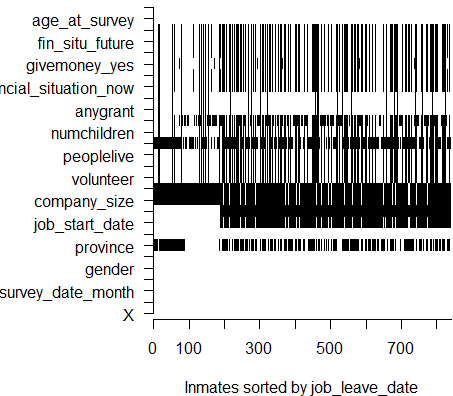 age_at_survey
fin_situ_future
givemoney_yes
ncial_situation_now
anygrant
numchildren
peoplelive
volunteer
company_size
job_start_date
province
gender
survey_date_month
X
0 100 300 500 700
Inmates sorted by job_leave_date